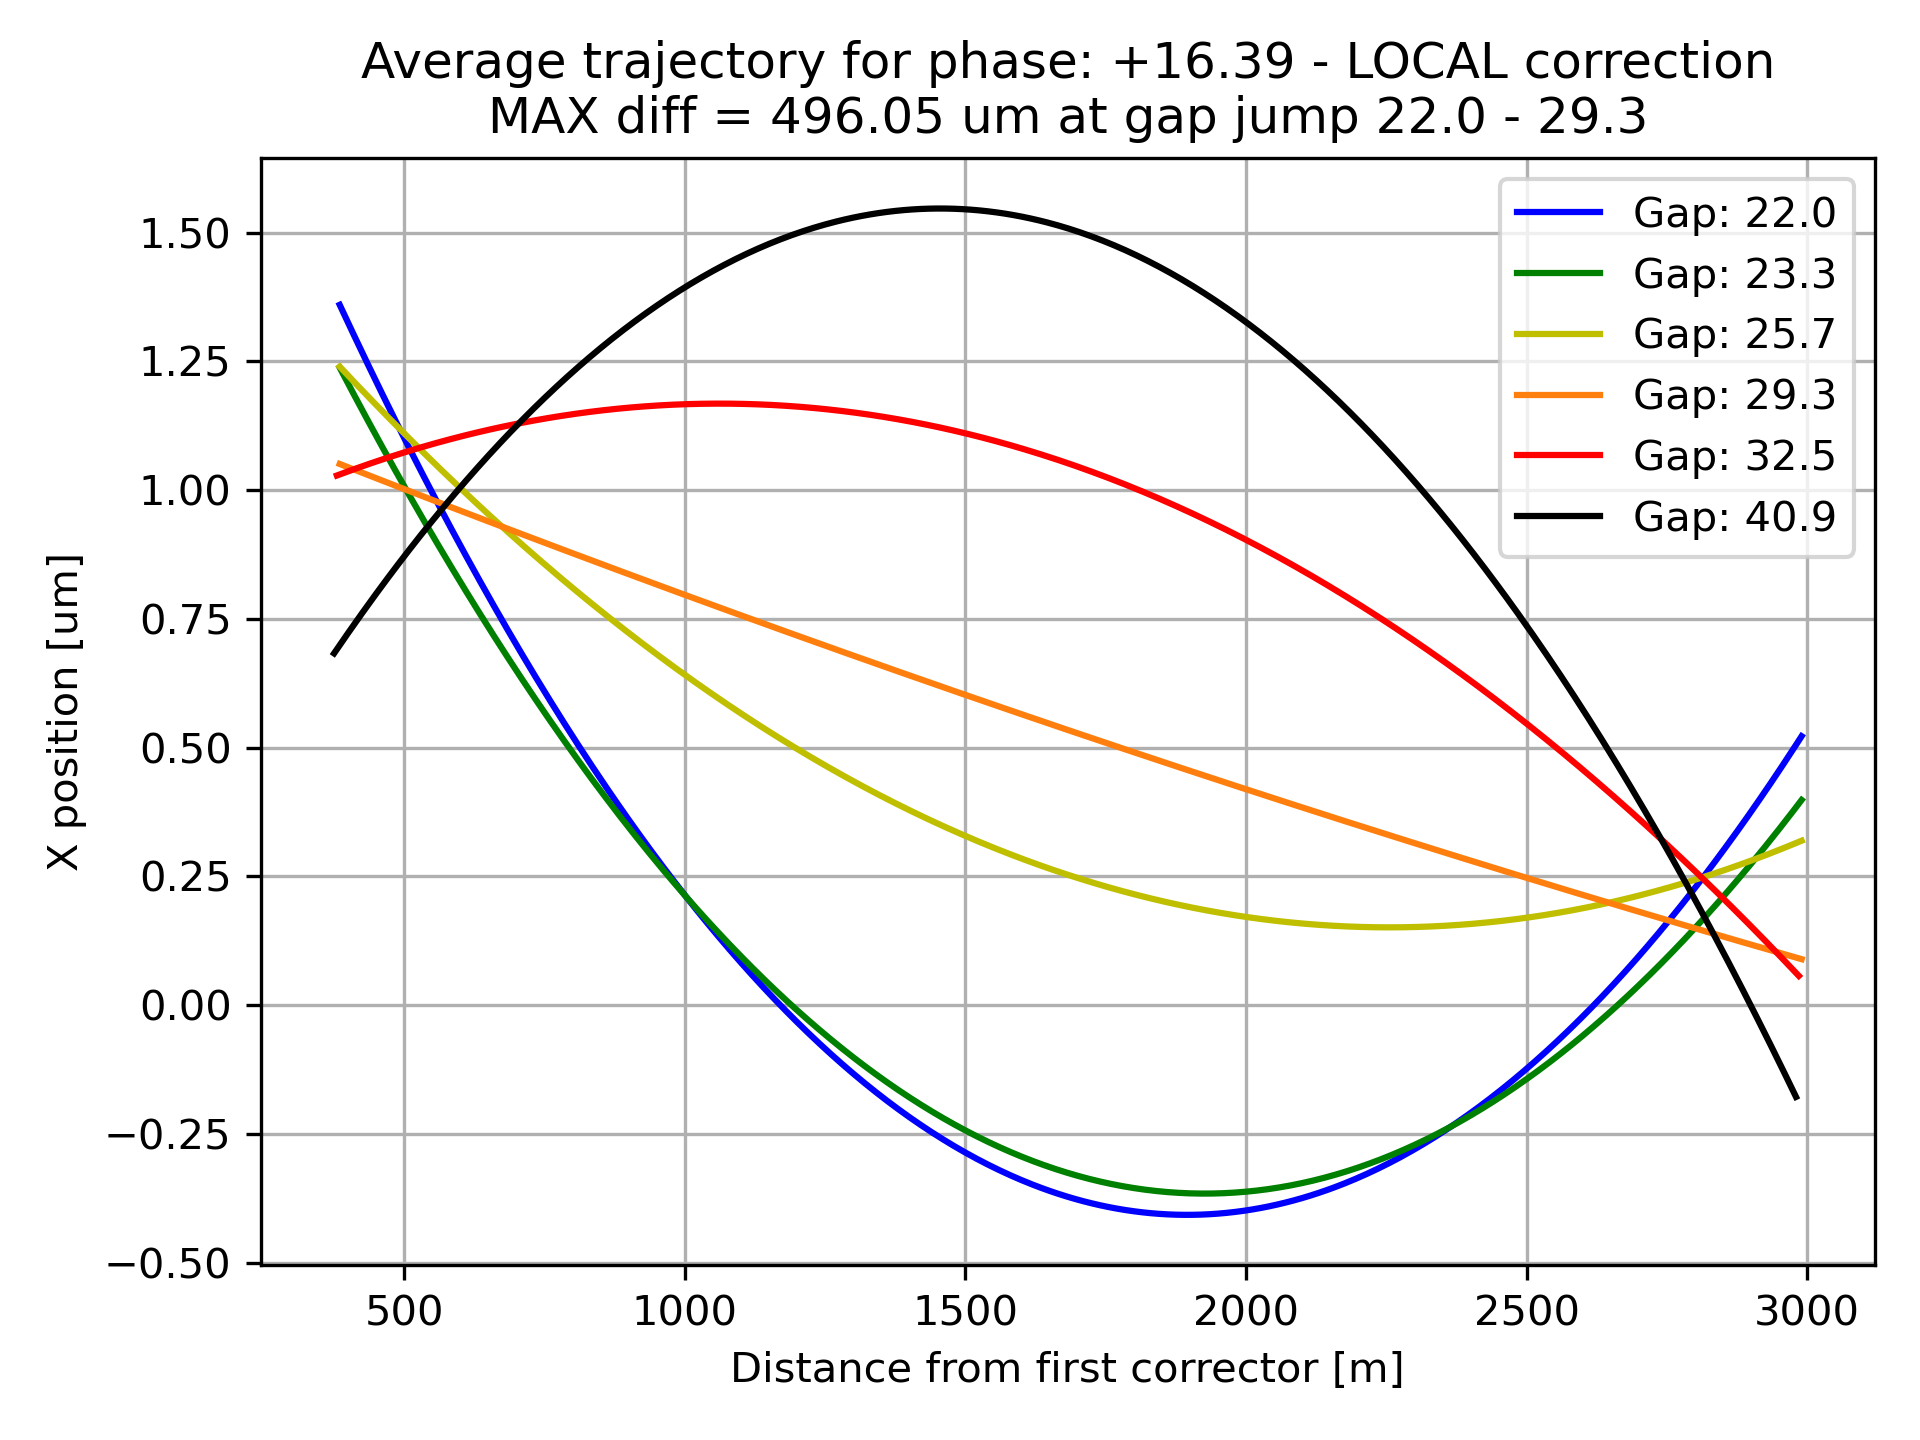 Average trajectory for phase: +16.39 - LOCAL correction
MAX diff = 496.05 um at gap jump 22.0 - 29.3
Gap: 22.0
Gap: 23.3
Gap: 25.7
Gap: 29.3
Gap: 32.5
Gap: 40.9
X position [um]
1.50
1.25
1.00
0.75
0.50
0.25
0.00
−0.25
−0.50
500 1000 1500 2000 2500 3000
Distance from first corrector [m]